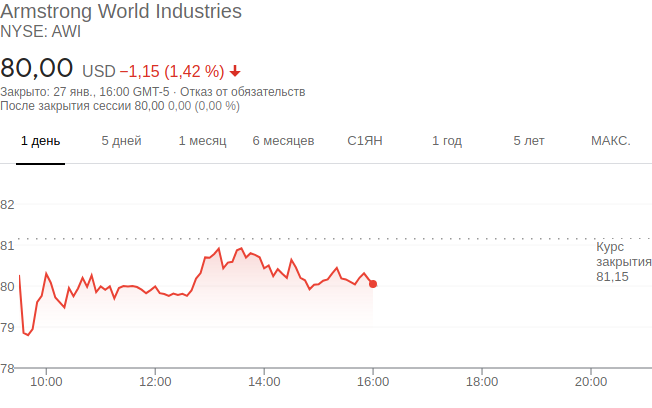 Armstrong World Industries
NYSE: AWI
80,00 USD −1,15 (1,42 %)
Закрыто: 27 янв., 16:00 GMT-5 · Отказ от обязательств
После закрытия сессии 80,00 0,00 (0,00 %)
1 день 5 дней 1 месяц 6 месяцев С1ЯН 1 год 5 лет МАКС.
82
81
Курс
закрытия
81,15
80
79
78
10:00 12:00 14:00 16:00 18:00 20:00